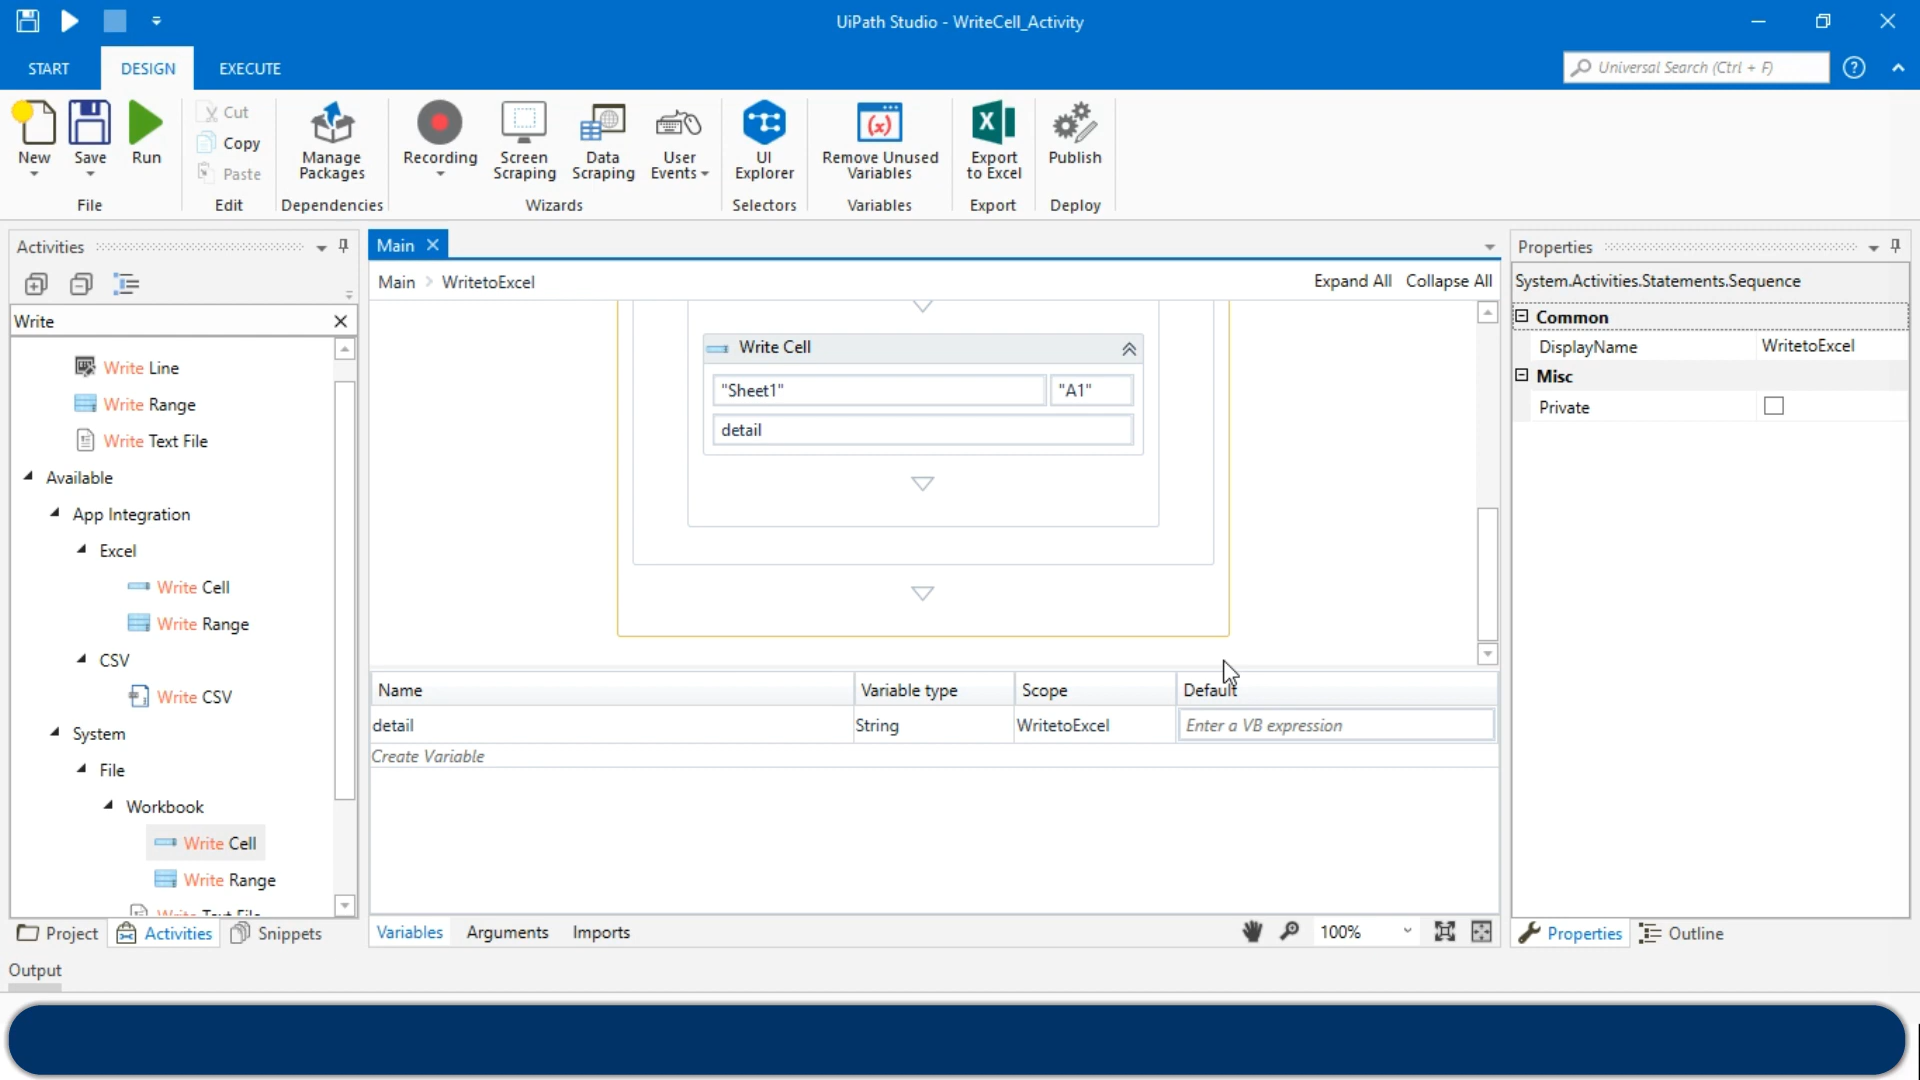 UiPath Studio - WriteCell_Activity
START DESIGN EXECUTE
Universal Search (Ctrl + F)
New Save Run
Cut
Copy
Paste
Manage Packages
Recording
Screen Scraping
Data Scraping
User Events
UI Explorer
Remove Unused Variables
Export to Excel
Publish
File Edit Dependencies Wizards Selectors Variables Export Deploy
Activities
Write
Write Line
Write Range
Write Text File
Available
App Integration
Excel
Write Cell
Write Range
CSV
Write CSV
System
File
Workbook
Write Cell
Write Range
Write Text File
Project Activities Snippets
Main
Main > WritetoExcel Expand All Collapse All
Write Cell
"Sheet1" "A1"
detail
Name Variable type Scope Default
detail String WritetoExcel Enter a VB expression
Create Variable
Variables Arguments Imports 100%
Properties
System.Activities.Statements.Sequence
Common
DisplayName WritetoExcel
Misc
Private
Properties Outline
Output